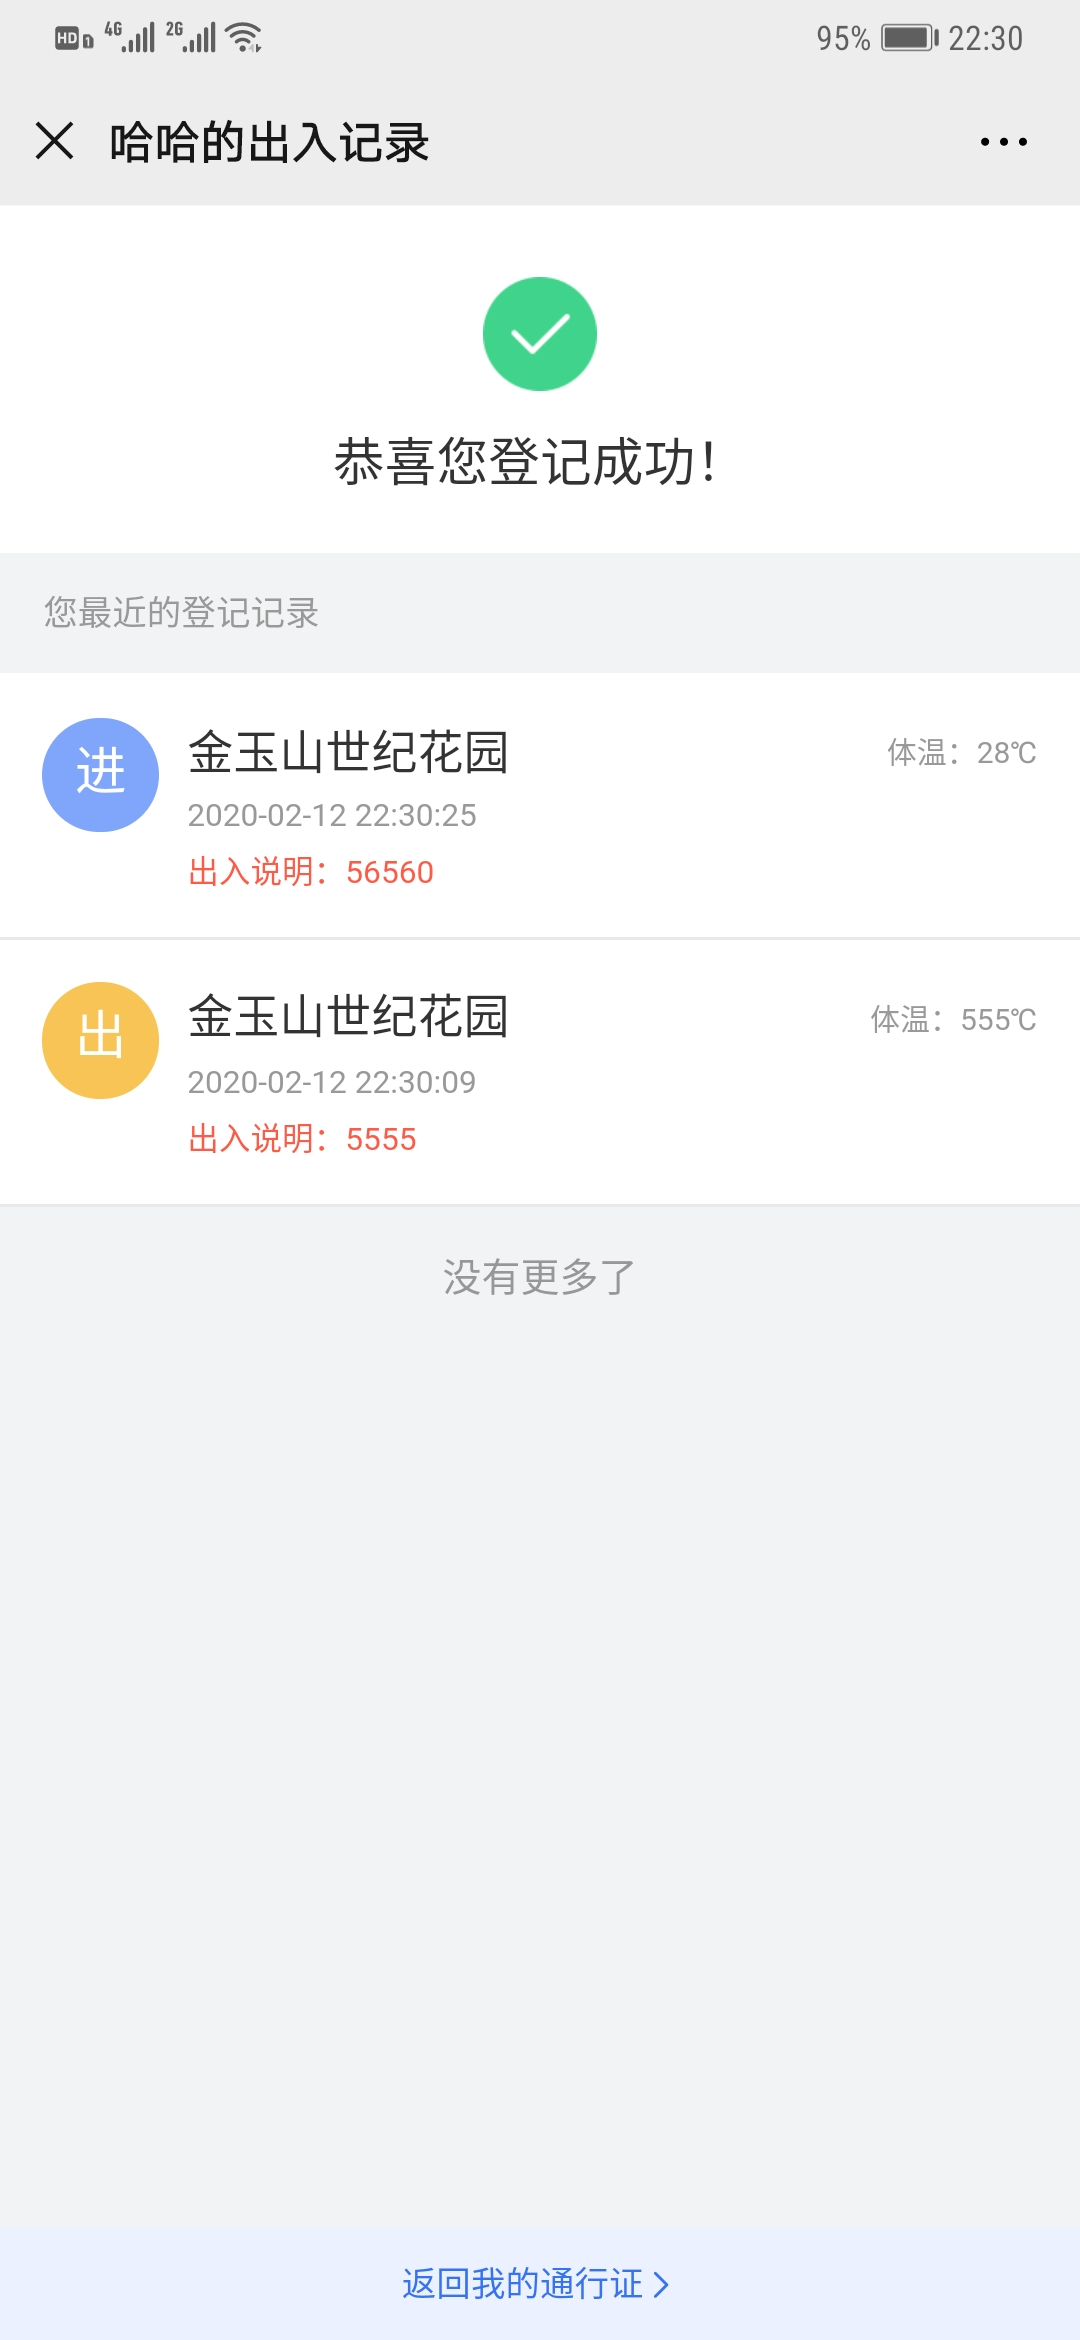 HD 1 4G 2G 95% 22:30
哈哈的出入记录
恭喜您登记成功!
您最近的登记记录
进 金玉山世纪花园 体温：28℃
2020-02-12 22:30:25
出入说明：56560
出 金玉山世纪花园 体温：555℃
2020-02-12 22:30:09
出入说明：5555
没有更多了
返回我的通行证